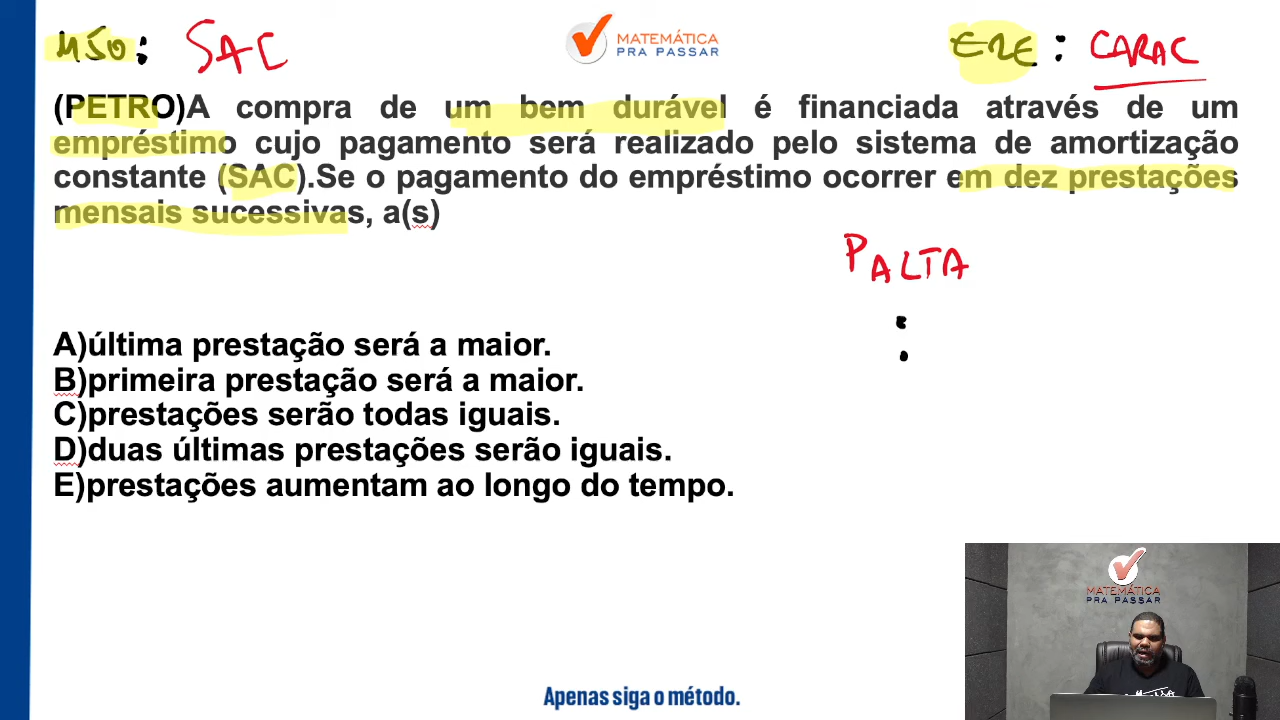 MJO: SAC
MATEMÁTICA
PRA PASSAR
: CARAC
(PETRO)A compra de um bem durável é financiada através de um
empréstimo cujo pagamento será realizado pelo sistema de amortização
constante (SAC).Se o pagamento do empréstimo ocorrer em dez prestações
mensais sucessivas, a(s)
PALTA
:
A)última prestação será a maior.
B)primeira prestação será a maior.
C)prestações serão todas iguais.
D)duas últimas prestações serão iguais.
E)prestações aumentam ao longo do tempo.
MATEMÁTICA
PRA PASSAR
Apenas siga o método.